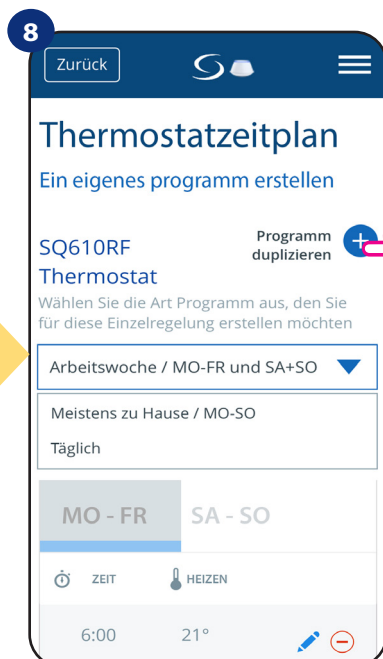 8
Zurück
Thermostatzeitplan
Ein eigenes programm erstellen
Programm
duplizieren
SQ610RF
Thermostat
Wählen Sie die Art Programm aus, den Sie
für diese Einzelregelung erstellen möchten
Arbeitswoche / MO-FR und SA+SO
Meistens zu Hause / MO-SO
Täglich
MO - FR SA - SO
ZEIT HEIZEN
6:00 21°